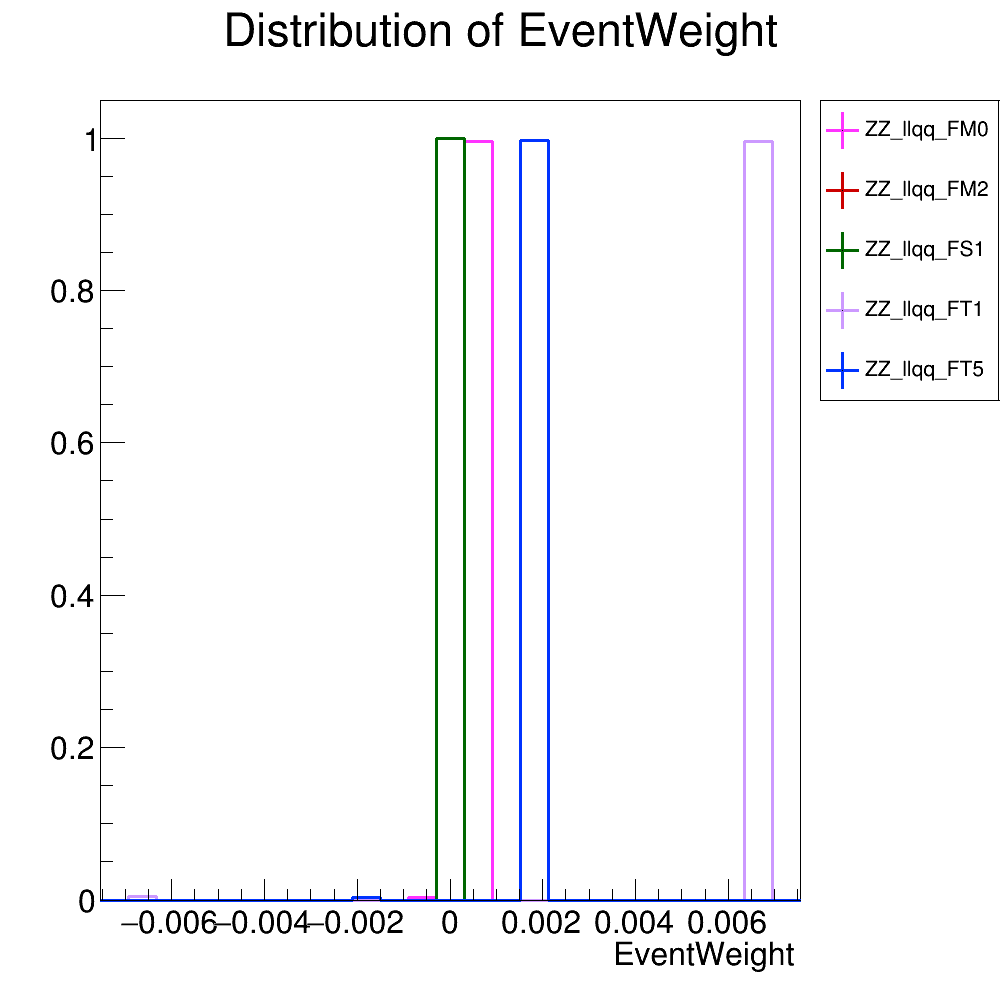 Distribution of EventWeight
ZZ_llqq_FM0
ZZ_llqq_FM2
ZZ_llqq_FS1
ZZ_llqq_FT1
ZZ_llqq_FT5
1
0.8
0.6
0.4
0.2
0
−0.006 −0.004 −0.002 0 0.002 0.004 0.006
EventWeight